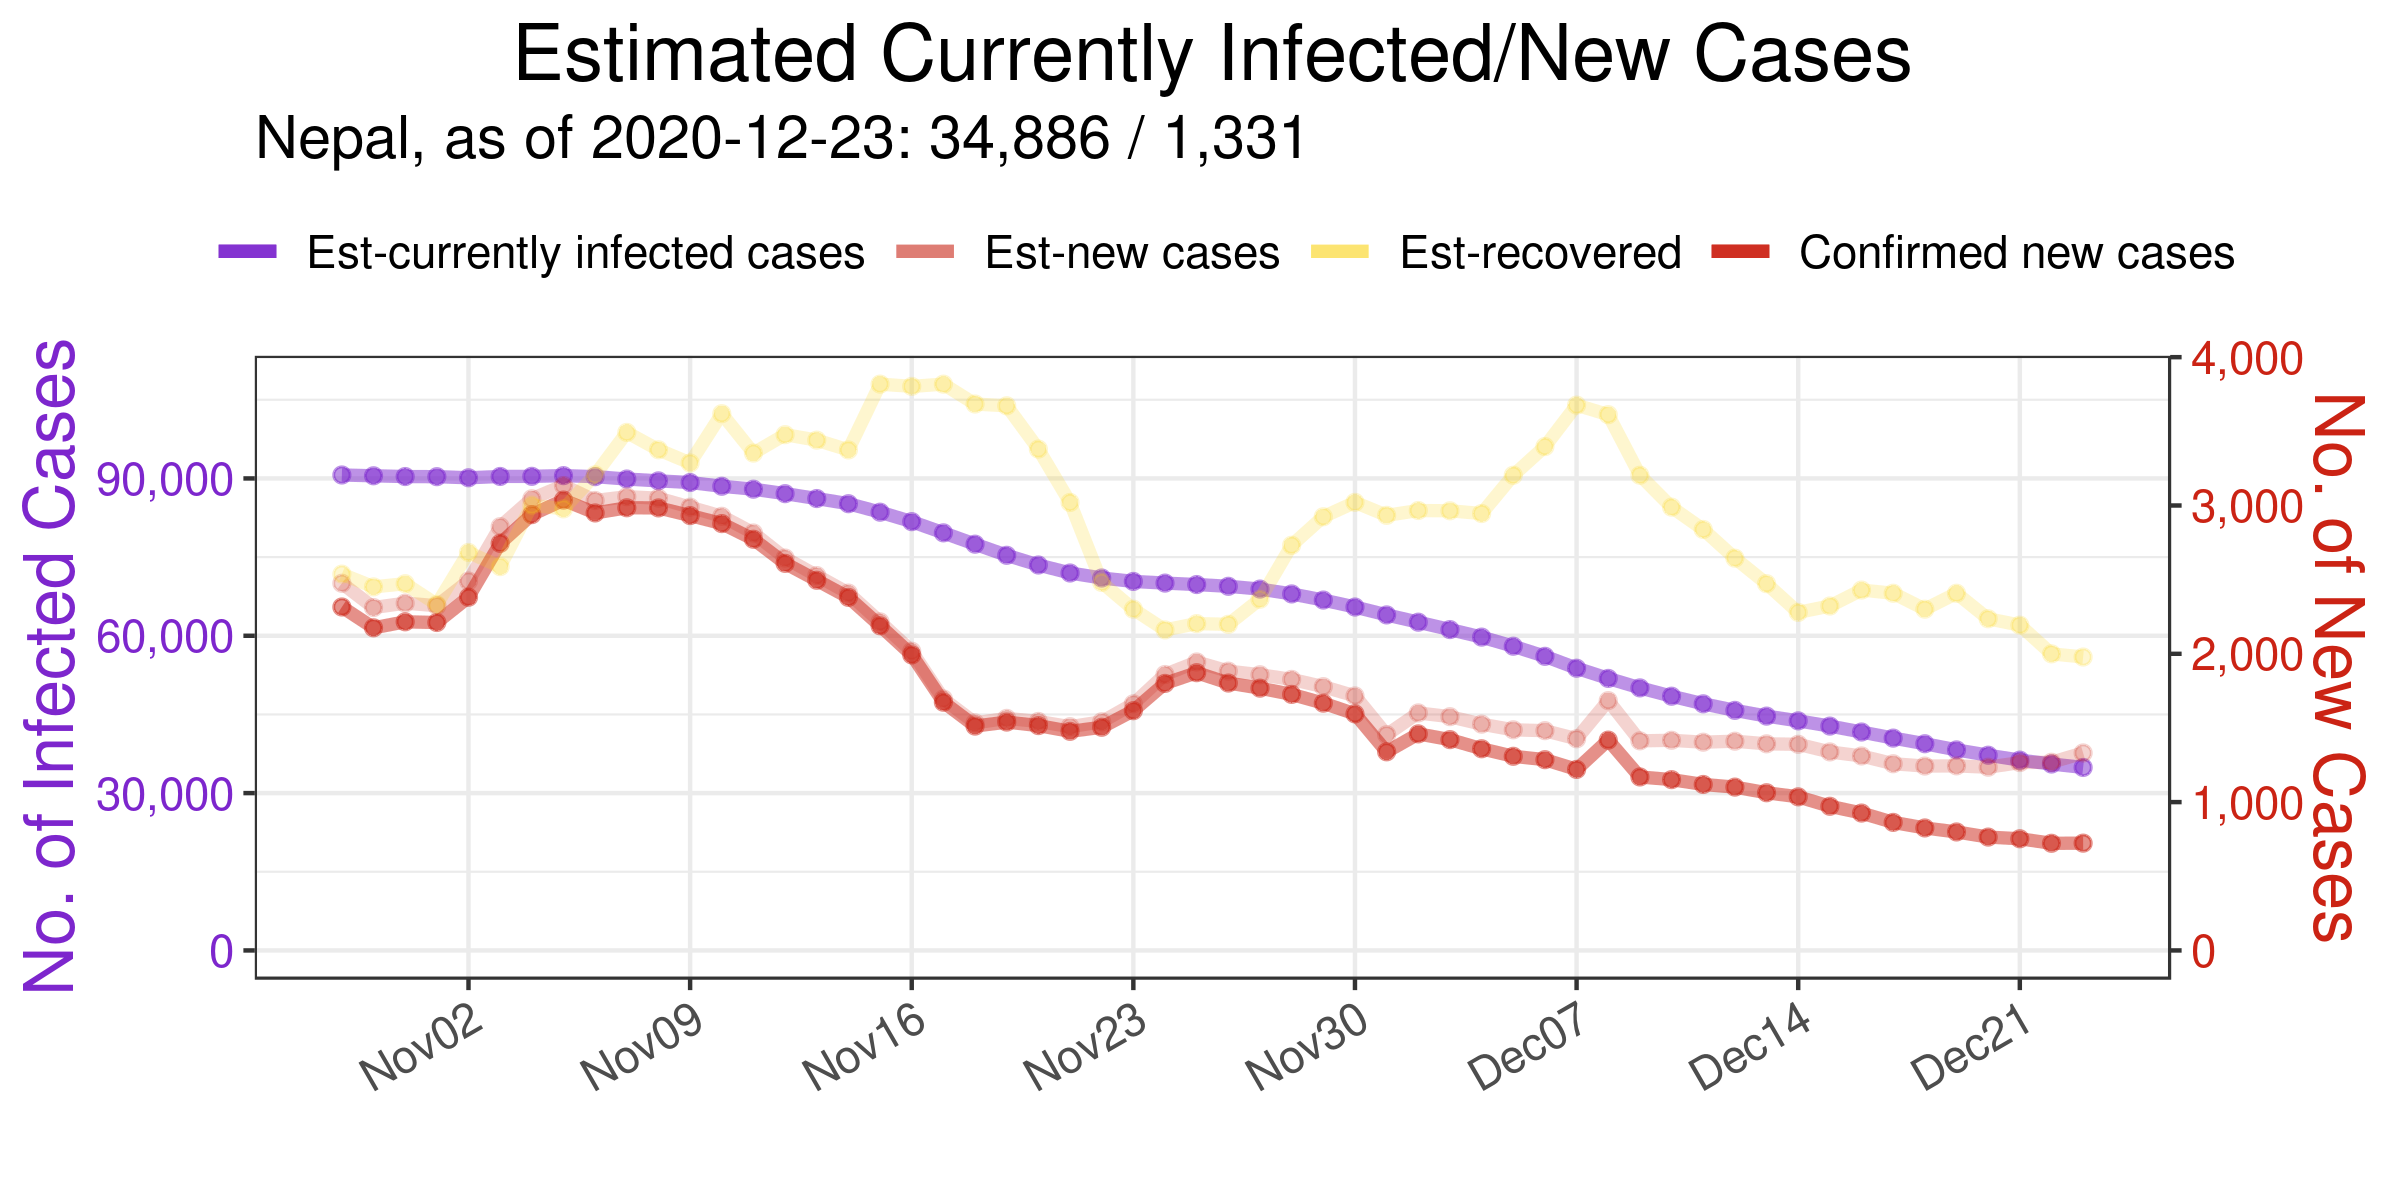 Estimated Currently Infected/New Cases
Nepal, as of 2020-12-23: 34,886 / 1,331
Est-currently infected cases Est-new cases Est-recovered Confirmed new cases
No. of Infected Cases
90,000
60,000
30,000
0
4,000
3,000
2,000
1,000
0
No. of New Cases
Nov02 Nov09 Nov16 Nov23 Nov30 Dec07 Dec14 Dec21